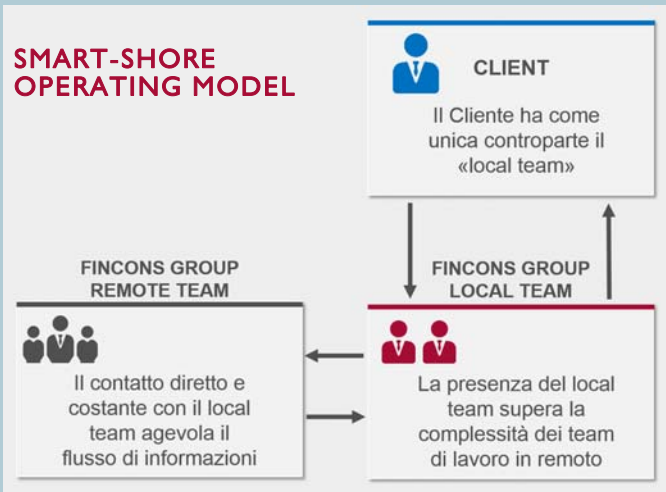 SMART-SHORE
OPERATING MODEL
CLIENT
Il Cliente ha come
unica controparte il
«local team»
FINCONS GROUP
REMOTE TEAM
Il contatto diretto e
costante con il local
team agevola il
flusso di informazioni
FINCONS GROUP
LOCAL TEAM
La presenza del local
team supera la
complessità dei team
di lavoro in remoto